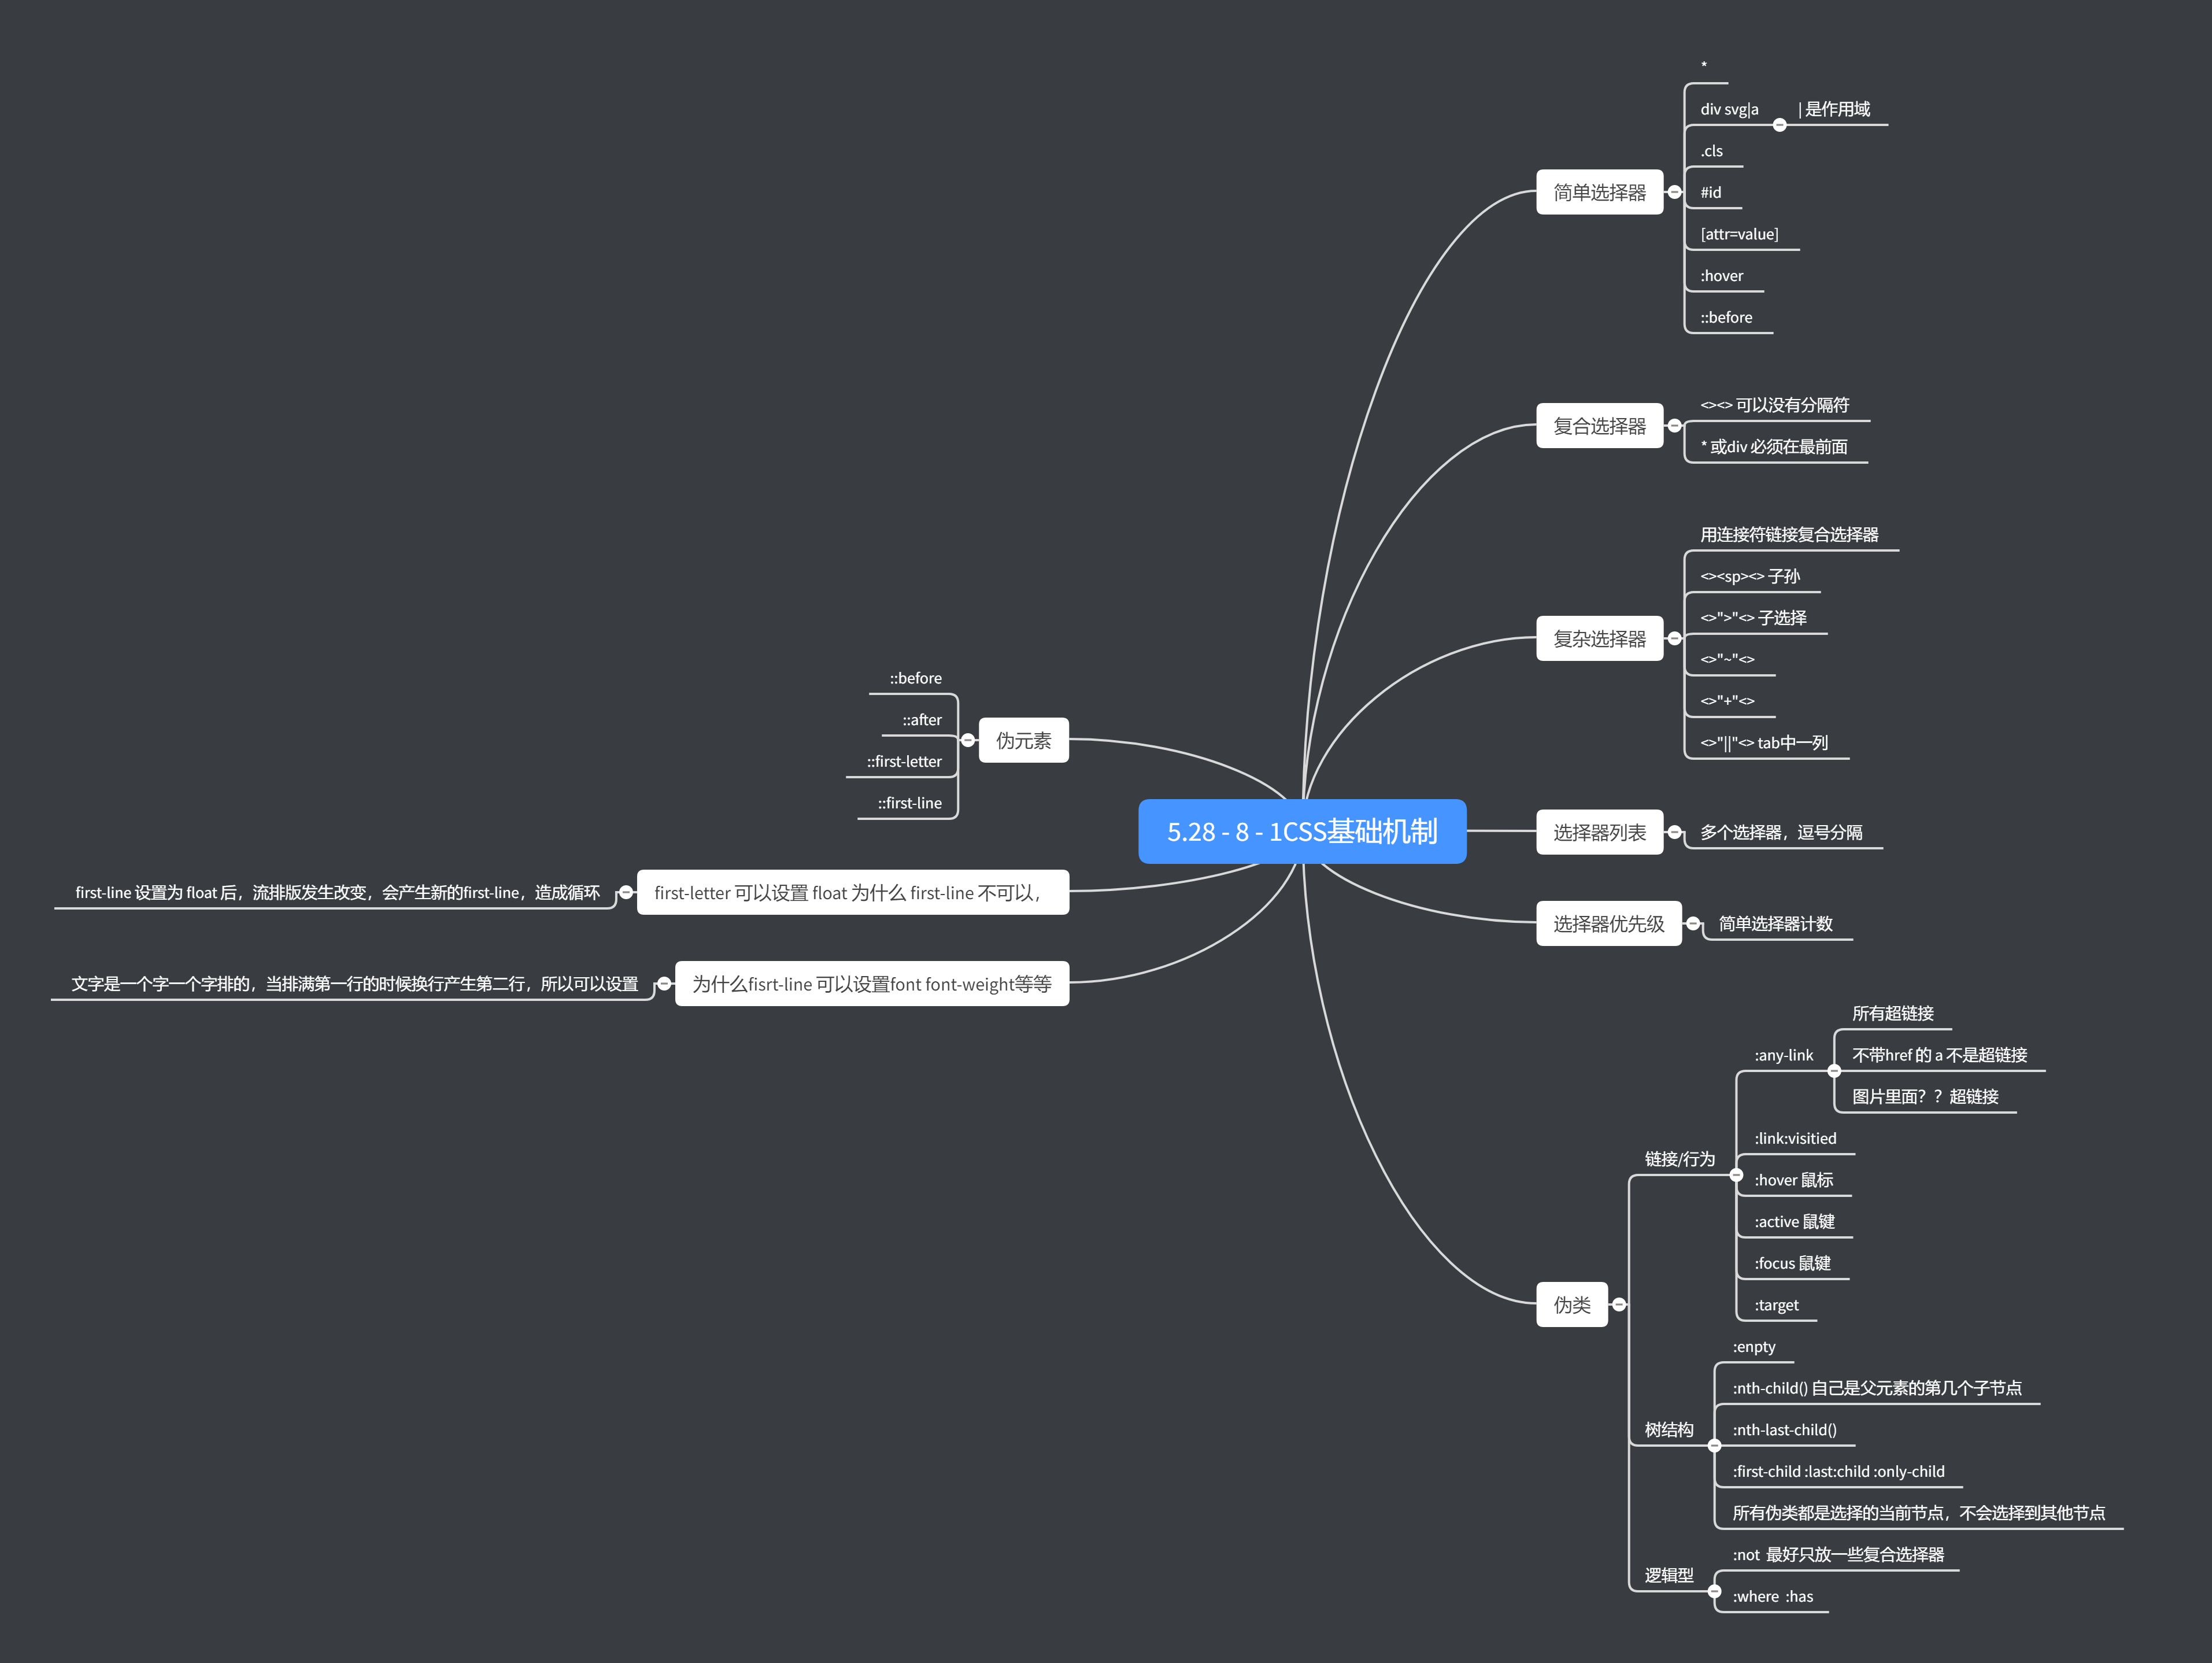 5.28 - 8 - 1CSS基础机制
简单选择器
*
div svg|a
| 是作用域
.cls
#id
[attr=value]
:hover
::before
复合选择器
<><> 可以没有分隔符
* 或div 必须在最前面
复杂选择器
用连接符链接复合选择器
<><sp><> 子孙
<>">"<> 子选择
<>"~"<>
<>"+"<>
<>"||"<> tab中一列
选择器列表
多个选择器，逗号分隔
选择器优先级
简单选择器计数
伪类
链接/行为
:any-link
所有超链接
不带href 的 a 不是超链接
图片里面？？超链接
:link:visitied
:hover 鼠标
:active 鼠键
:focus 鼠键
:target
树结构
:enpty
:nth-child() 自己是父元素的第几个子节点
:nth-last-child()
:first-child :last:child :only-child
所有伪类都是选择的当前节点，不会选择到其他节点
逻辑型
:not 最好只放一些复合选择器
:where :has
伪元素
::before
::after
::first-letter
::first-line
first-letter 可以设置 float 为什么 first-line 不可以，
first-line 设置为 float 后，流排版发生改变，会产生新的first-line，造成循环
为什么fisrt-line 可以设置font font-weight等等
文字是一个字一个字排的，当排满第一行的时候换行产生第二行，所以可以设置